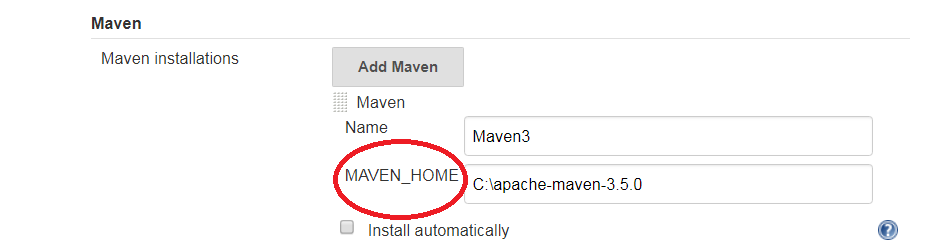 Maven
Maven installations
Add Maven
Maven
Name
Maven3
MAVEN_HOME
C:\apache-maven-3.5.0
Install automatically
?